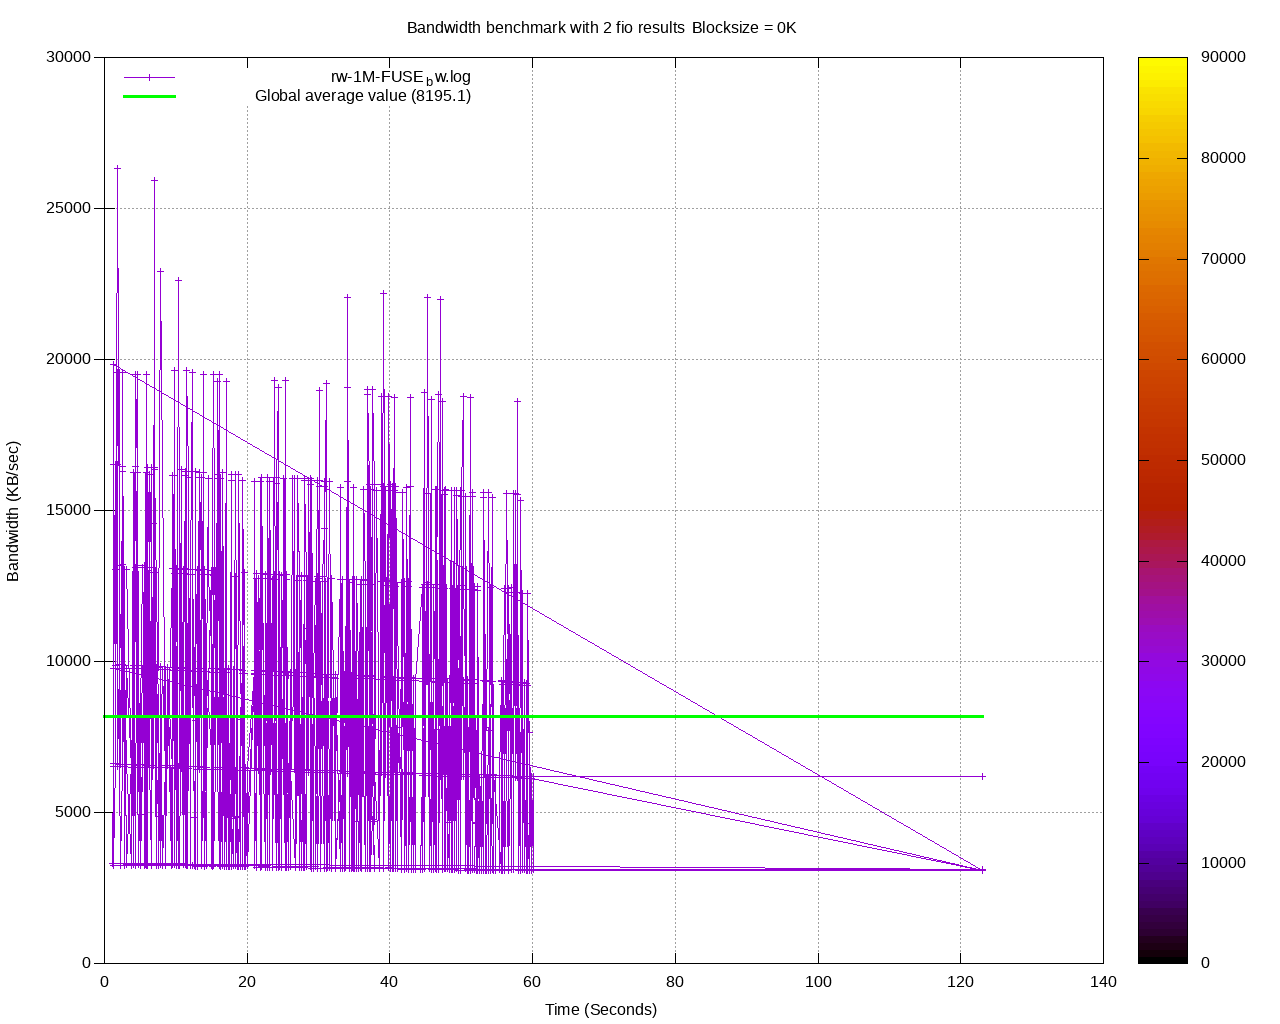 Bandwidth benchmark with 2 fio results Blocksize = 0K
rw-1M-FUSE_bw.log
Global average value (8195.1)
30000
25000
20000
15000
10000
5000
0
Bandwidth (KB/sec)
0 20 40 60 80 100 120 140
Time (Seconds)
90000
80000
70000
60000
50000
40000
30000
20000
10000
0